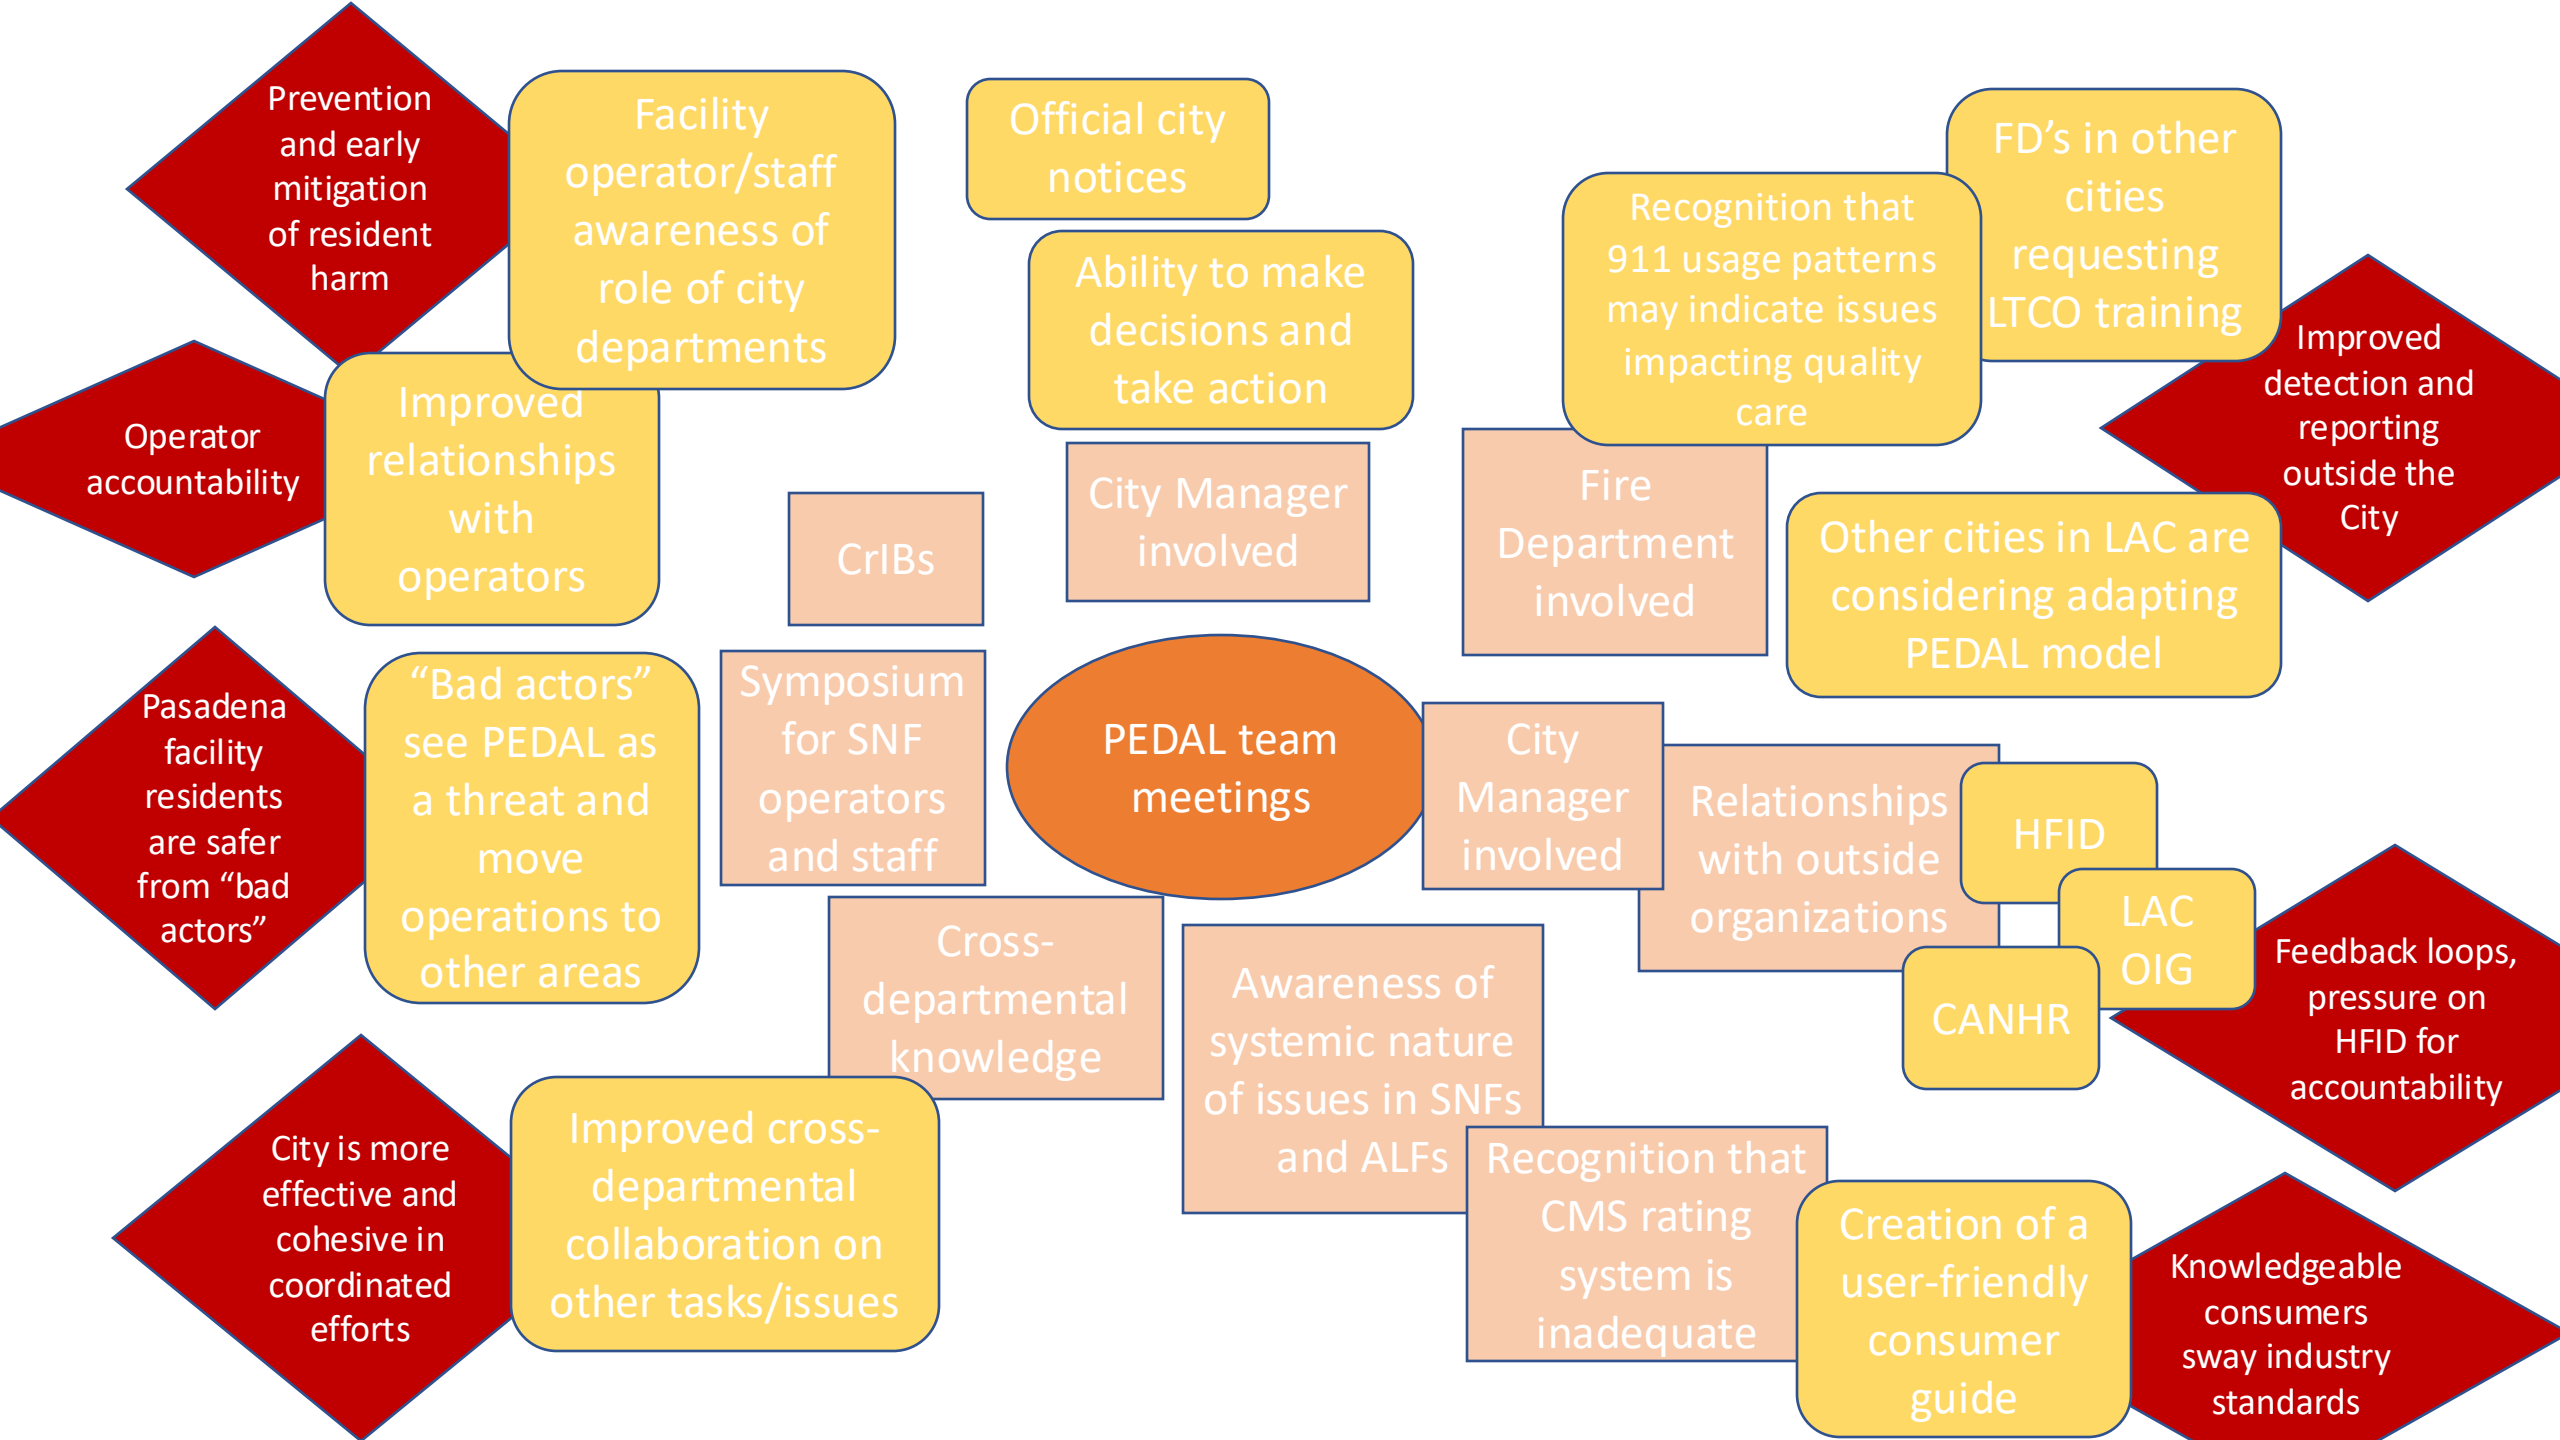 Prevention
and early
mitigation
of resident
harm
Facility
operator/staff
awareness of
role of city
departments
Official city
notices
Ability to make
decisions and
take action
Recognition that
911 usage patterns
may indicate issues
impacting quality
care
FD’s in other
cities
requesting
LTCO training
Improved
detection and
reporting
outside the
City
Operator
accountability
Improved
relationships
with
operators
CrIBs
City Manager
involved
Fire
Department
involved
Other cities in LAC are
considering adapting
PEDAL model
Pasadena
facility
residents
are safer
from “bad
actors”
“Bad actors”
see PEDAL as
a threat and
move
operations to
other areas
Symposium
for SNF
operators
and staff
PEDAL team
meetings
City
Manager
involved
Relationships
with outside
organizations
HFID
LAC
OIG
CANHR
Feedback loops,
pressure on
HFID for
accountability
Cross-
departmental
knowledge
Awareness of
systemic nature
of issues in SNFs
and ALFs
City is more
effective and
cohesive in
coordinated
efforts
Improved cross-
departmental
collaboration on
other tasks/issues
Recognition that
CMS rating
system is
inadequate
Creation of a
user-friendly
consumer
guide
Knowledgeable
consumers
sway industry
standards